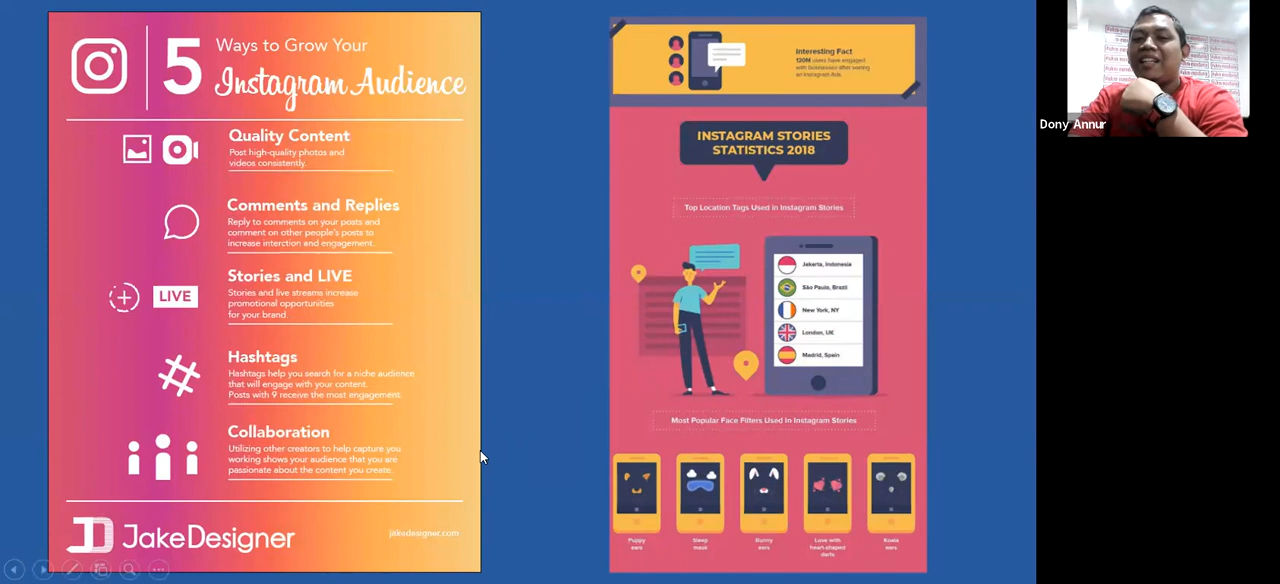 5
Ways to Grow Your
Instagram Audience
Quality Content
Post high-quality photos and
videos consistently.
Comments and Replies
Reply to comments on your posts and
comment on other people's posts to
increase interction and engagement.
Stories and LIVE
LIVE
Stories and live streams increase
promotional opportunities
for your brand.
Hashtags
Hashtags help you search for a niche audience
that will engage with your content.
Posts with 9 receive the most engagement.
Collaboration
Utilizing other creators to help capture you
working shows your audience that you are
passionate about the content you create.
JD JakeDesigner
jakedesigner.com
Interesting Fact
120M users have engaged
with businesses after seeing
an Instagram Ads
INSTAGRAM STORIES
STATISTICS 2018
Top Location Tags Used in Instagram Stories
Jakarta, Indonesia
São Paulo, Brazil
New York, NY
London, UK
Madrid, Spain
Most Popular Face Filters Used in Instagram Stories
Puppy
ears
Sleep
mask
Bunny
ears
Love with
heart-shaped
darts
Koala
ears
Dony Annur